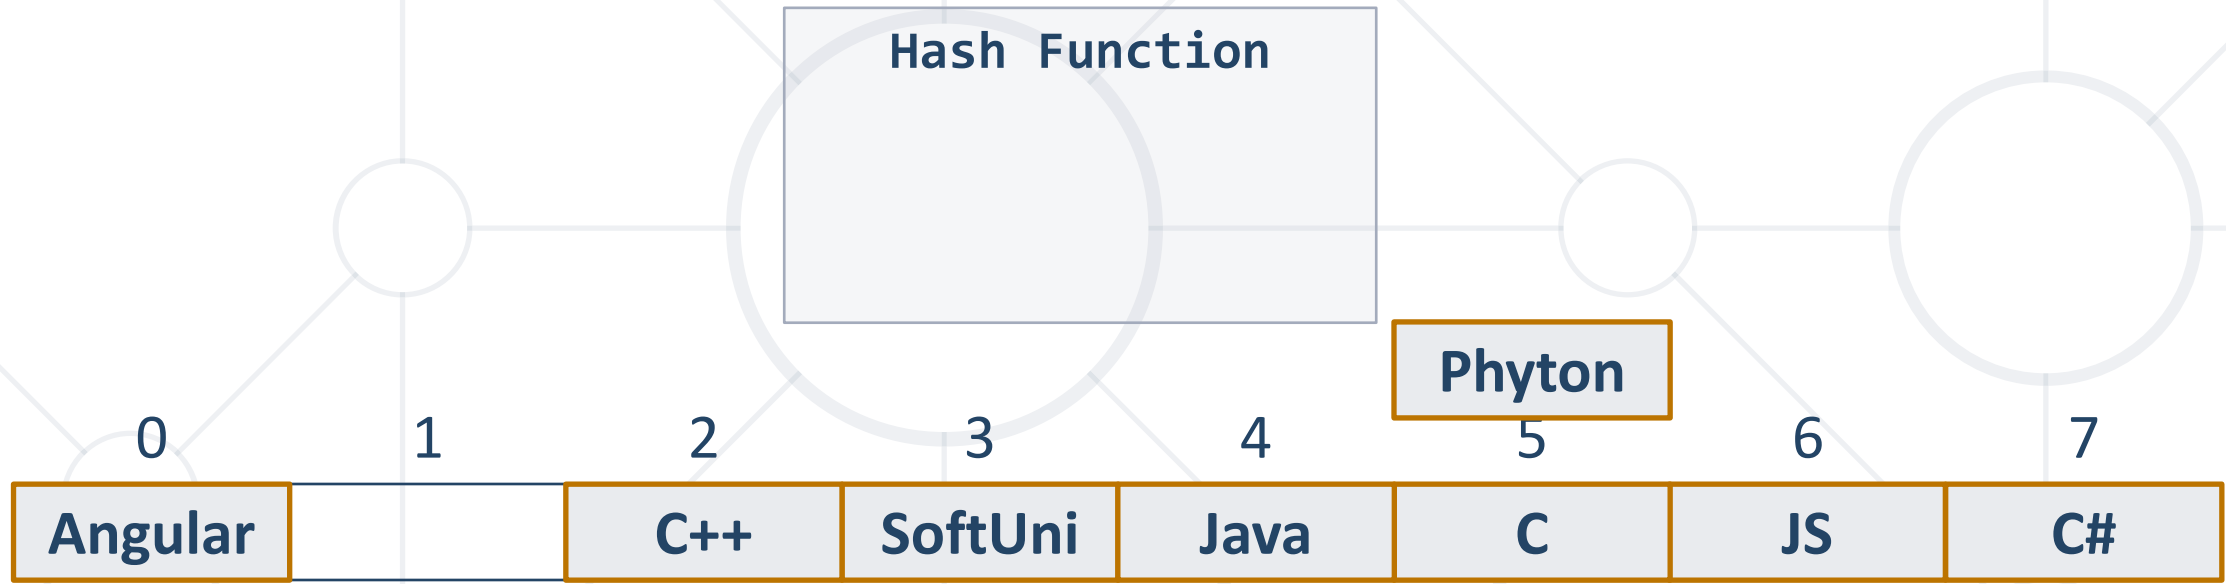 Hash Function
Phyton
0 1 2 3 4 5 6 7
Angular C++ SoftUni Java C JS C#